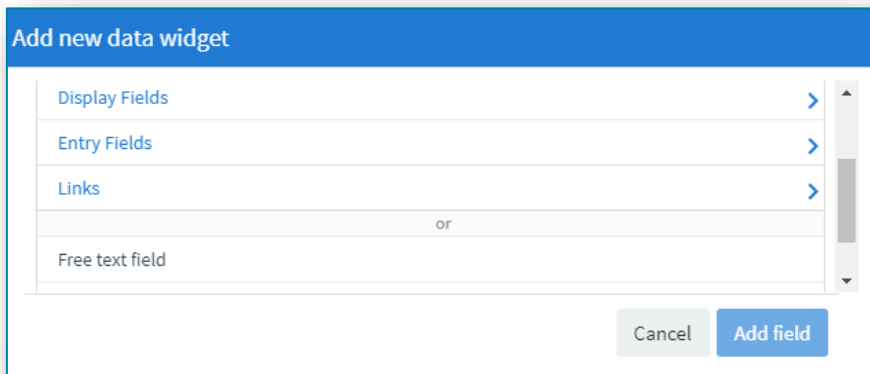 Add new data widget
Display Fields
Entry Fields
Links
or
Free text field
Cancel Add field